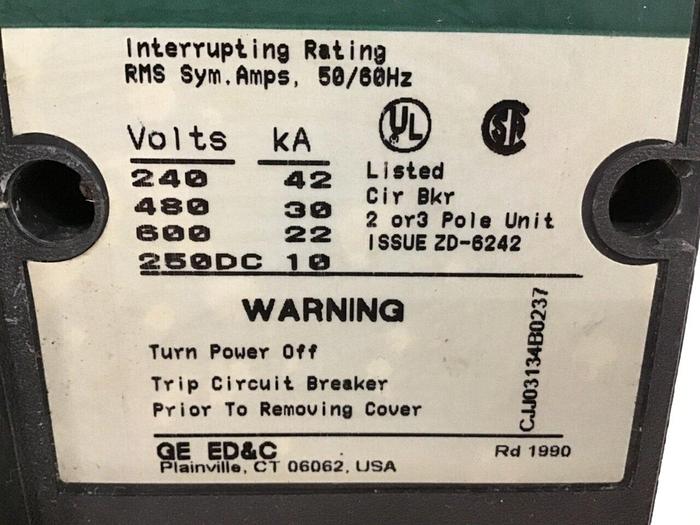 Interrupting Rating
RMS Sym.Amps, 50/60Hz
Volts kA
240 42
480 30
600 22
250DC 10
UL
SA
Listed
Cir Bkr
2 or3 Pole Unit
ISSUE ZD-6242
WARNING
Turn Power Off
Trip Circuit Breaker
Prior To Removing Cover
CJJ03134B0237
GE ED&C
Plainville, CT 06062, USA
Rd 1990